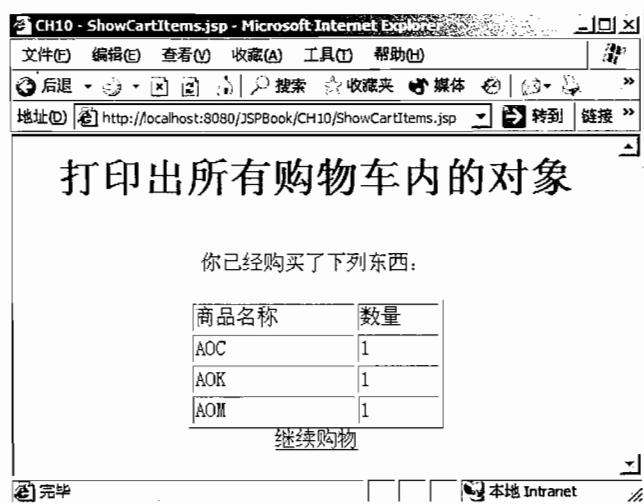 CH10 - ShowCartItems.jsp - Microsoft Internet Explorer
文件(F) 编辑(E) 查看(V) 收藏(A) 工具(T) 帮助(H)
后退 搜索 收藏夹 媒体 »
地址(D) http://localhost:8080/JSPBook/CH10/ShowCartItems.jsp 转到 链接 »
打印出所有购物车内的对象
你已经购买了下列东西：
商品名称 数量
AOC 1
AOK 1
AOM 1
继续购物
完毕 本地 Intranet